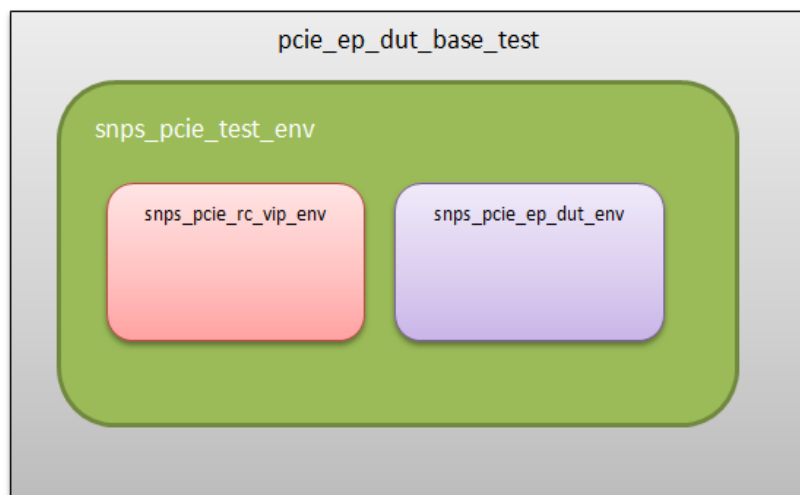 pcie_ep_dut_base_test
snps_pcie_test_env
snps_pcie_rc_vip_env
snps_pcie_ep_dut_env